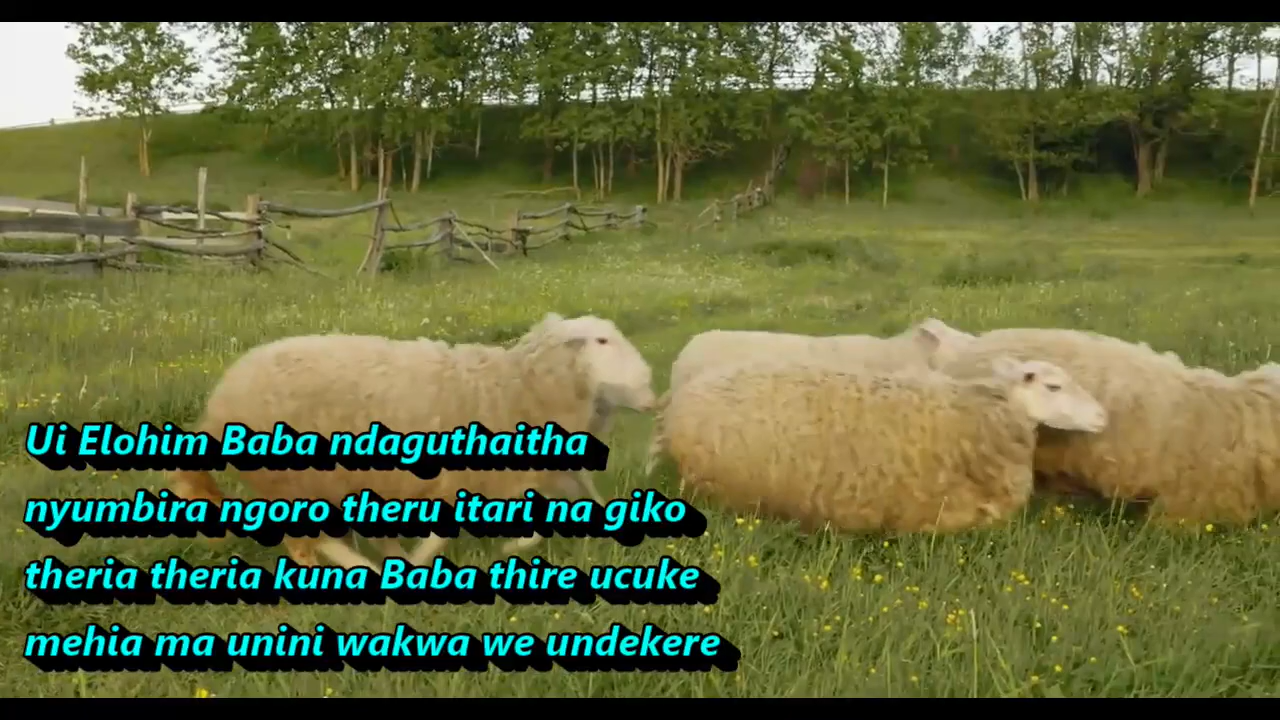 Ui Elohim Baba ndaguthaitha
nyumbira ngoro theru itari na giko
theria theria kuna Baba thire ucuke
mehia ma unini wakwa we undekere